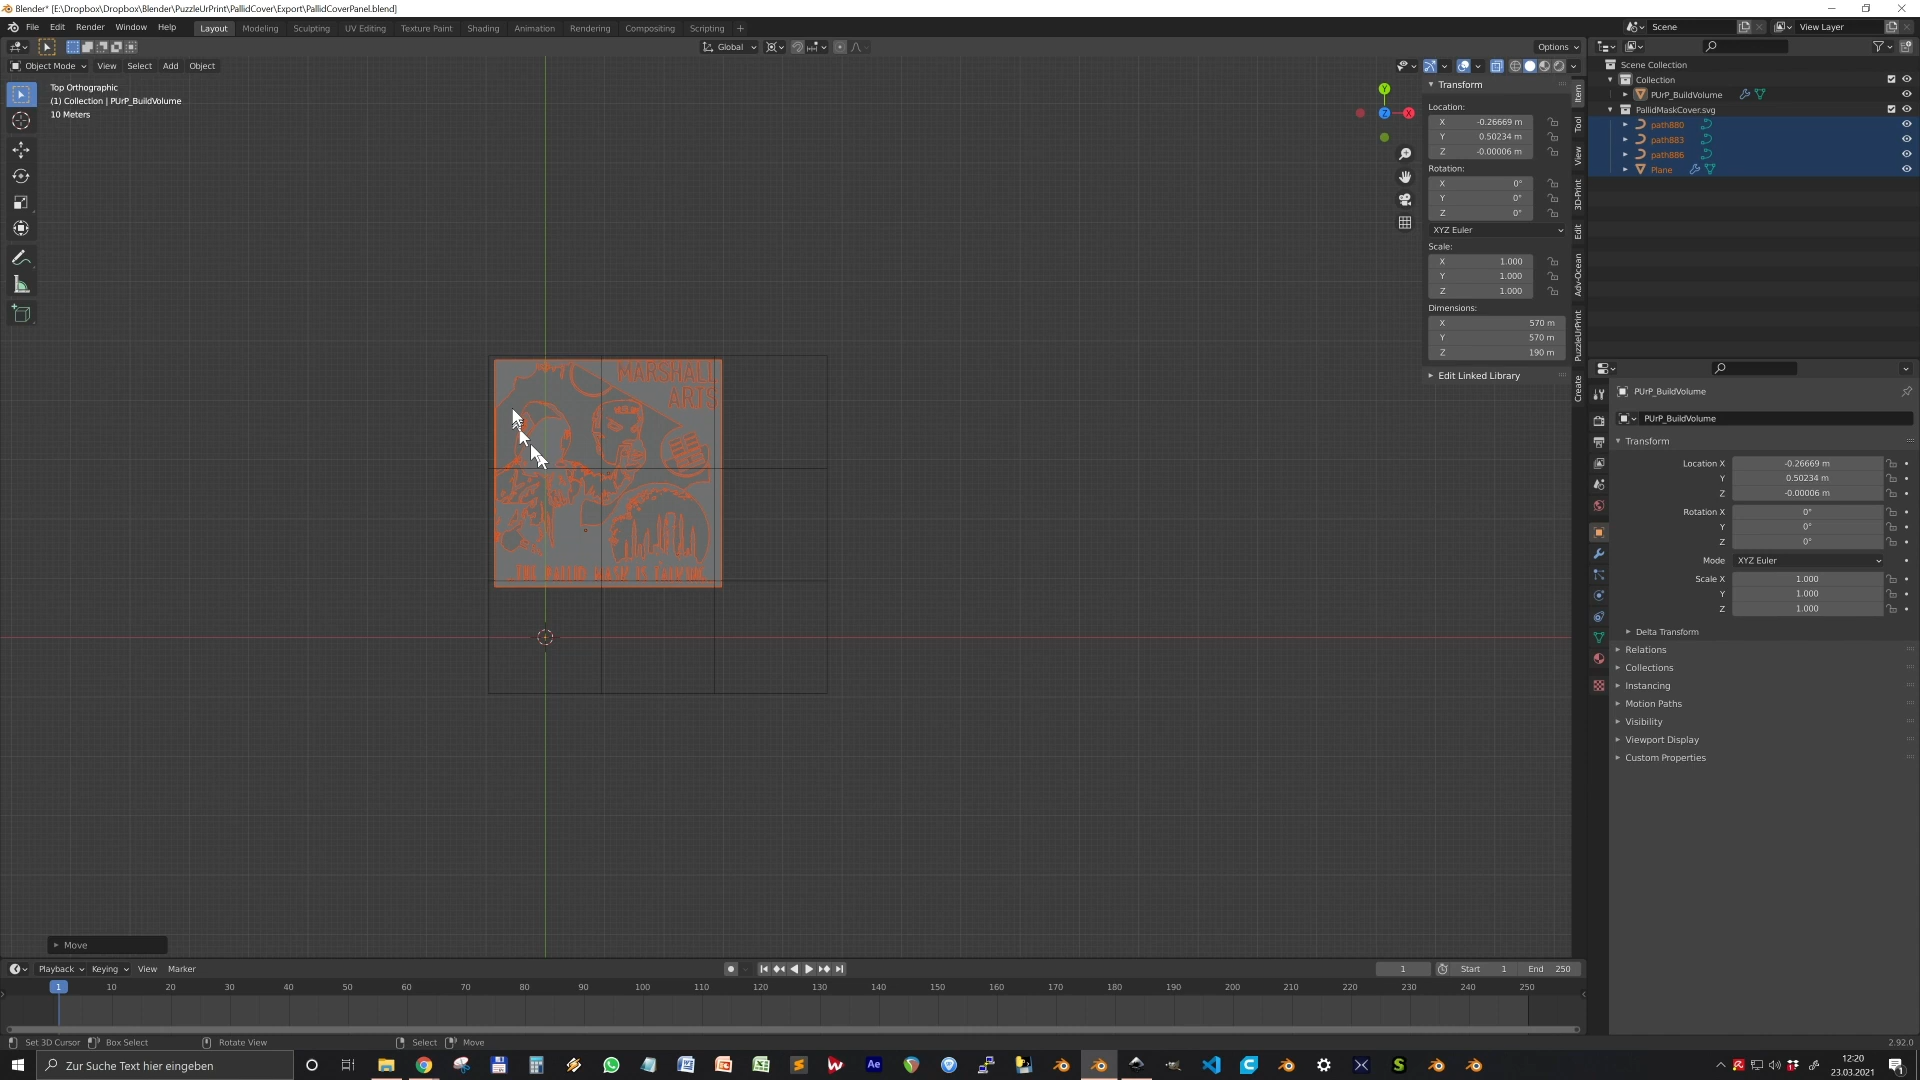 Blender* [E:\Dropbox\Dropbox\Blender\PuzzleUrPrint\PallidCover\Export\PallidCoverPanel.blend]
File Edit Render Window Help
Layout Modeling Sculpting UV Editing Texture Paint Shading Animation Rendering Compositing Scripting +
Scene
View Layer
Global
Options
Object Mode View Select Add Object
Top Orthographic
(1) Collection | PUrP_BuildVolume
10 Meters
Y
X
Z
MARSHALL
ARTS
Transform
Location:
X -0.26669 m
Y 0.50234 m
Z -0.00006 m
Rotation:
X 0°
Y 0°
Z 0°
XYZ Euler
Scale:
X 1.000
Y 1.000
Z 1.000
Dimensions:
X 570 m
Y 570 m
Z 190 m
Edit Linked Library
Item
Tool
View
3D-Print
Edit
Adv-Ocean
PuzzleUrPrint
Create
Scene Collection
Collection
PUrP_BuildVolume
PallidMaskCover.svg
path880
path883
path886
Plane
PUrP_BuildVolume
PUrP_BuildVolume
Transform
Location X -0.26669 m
Y 0.50234 m
Z -0.00006 m
Rotation X 0°
Y 0°
Z 0°
Mode XYZ Euler
Scale X 1.000
Y 1.000
Z 1.000
Delta Transform
Relations
Collections
Instancing
Motion Paths
Visibility
Viewport Display
Custom Properties
Move
Playback Keying View Marker
1 Start 1 End 250
1 10 20 30 40 50 60 70 80 90 100 110 120 130 140 150 160 170 180 190 200 210 220 230 240 250
Set 3D Cursor Box Select Rotate View Select Move
2.92.0
Zur Suche Text hier eingeben
12:20
23.03.2021